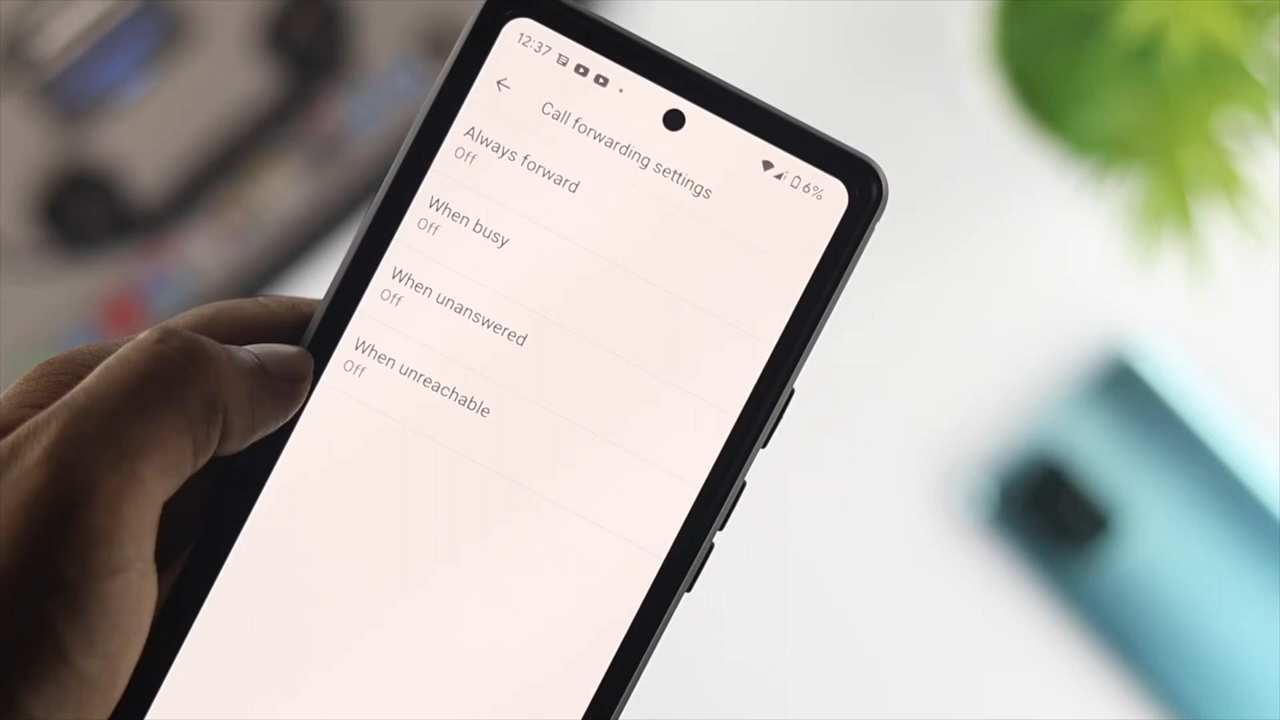 12:37
6%
Call forwarding settings
Always forward
Off
When busy
Off
When unanswered
Off
When unreachable
Off